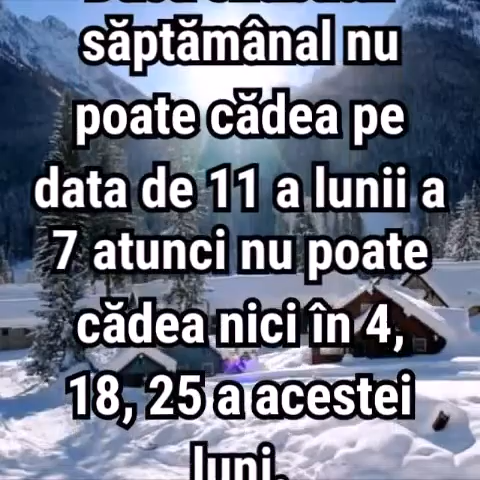 săptămânal nu
poate cădea pe
data de 11 a lunii a
7 atunci nu poate
cădea nici în 4,
18, 25 a acestei
luni.